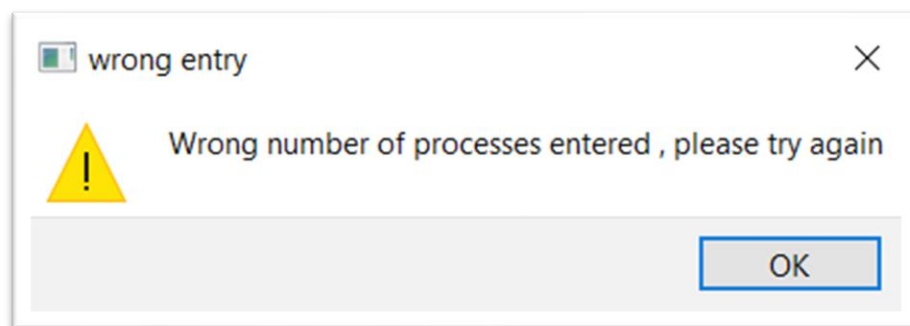 wrong entry
Wrong number of processes entered , please try again
OK